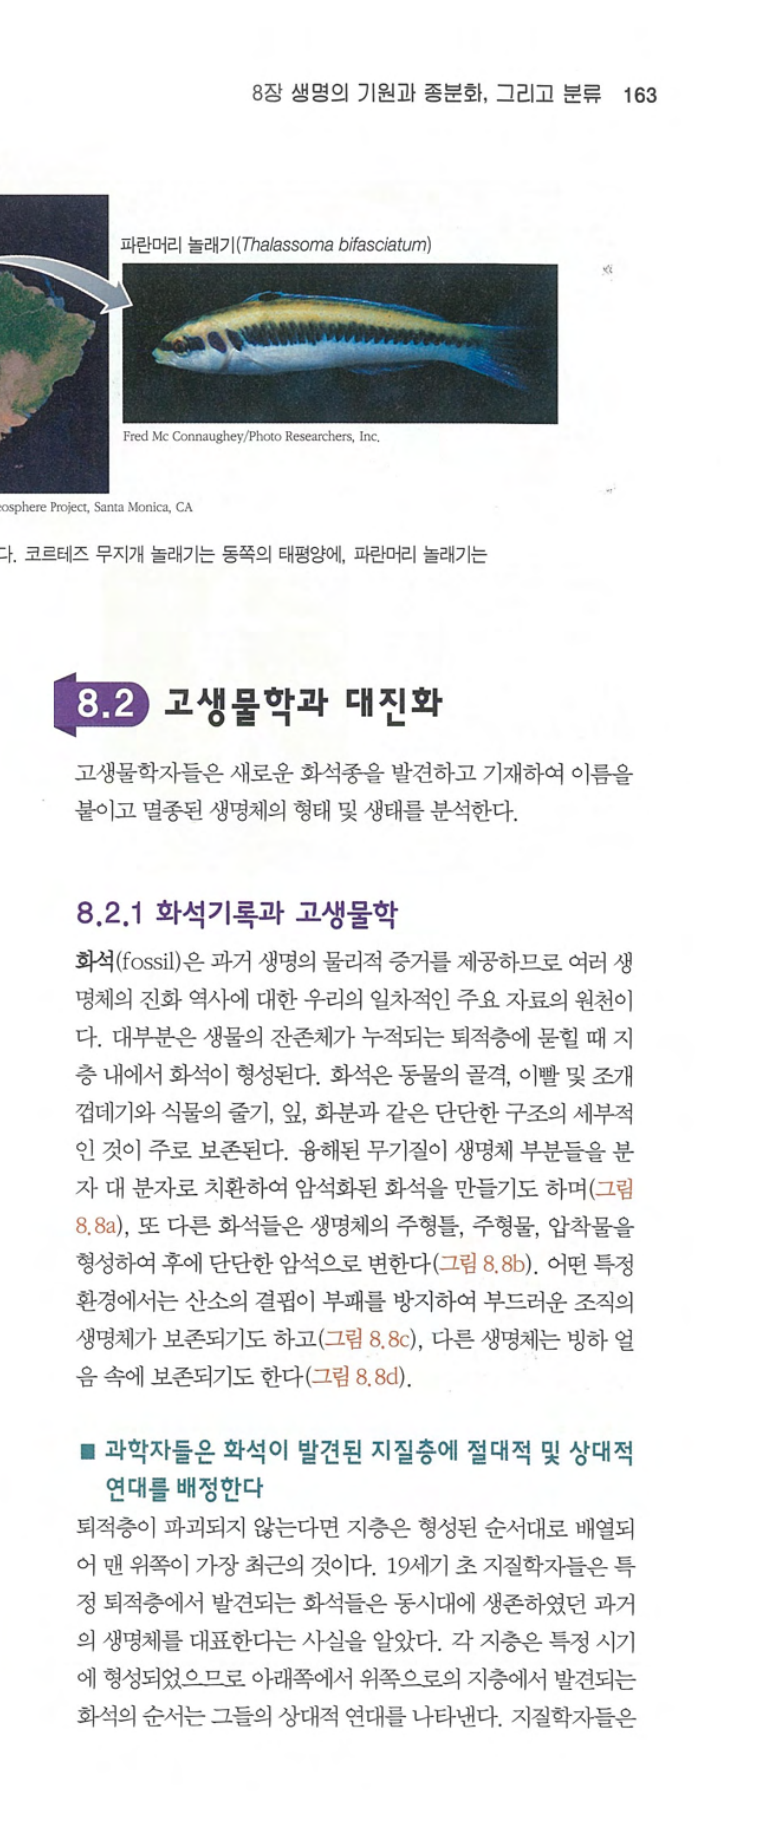 8장 생명의 기원과 종분화, 그리고 분류 163
파란머리 놀래기(Thalassoma bifasciatum)
Fred Mc Connaughey/Photo Researchers, Inc.
eosphere Project, Santa Monica, CA
다. 코르테즈 무지개 놀래기는 동쪽의 태평양에, 파란머리 놀래기는
8.2 고생물학과 대진화
고생물학자들은 새로운 화석종을 발견하고 기재하여 이름을
붙이고 멸종된 생명체의 형태 및 생태를 분석한다.
8.2.1 화석기록과 고생물학
화석(fossil)은 과거 생명의 물리적 증거를 제공하므로 여러 생
명체의 진화 역사에 대한 우리의 일차적인 주요 자료의 원천이
다. 대부분은 생물의 잔존체가 누적되는 퇴적층에 묻힐 때 지
층 내에서 화석이 형성된다. 화석은 동물의 골격, 이빨 및 조개
껍데기와 식물의 줄기, 잎, 화분과 같은 단단한 구조의 세부적
인 것이 주로 보존된다. 용해된 무기질이 생명체 부분들을 분
자 대 분자로 치환하여 암석화된 화석을 만들기도 하며(그림
8.8a), 또 다른 화석들은 생명체의 주형틀, 주형물, 압착물을
형성하여 후에 단단한 암석으로 변한다(그림 8.8b). 어떤 특정
환경에서는 산소의 결핍이 부패를 방지하여 부드러운 조직의
생명체가 보존되기도 하고(그림 8.8c), 다른 생명체는 빙하 얼
음 속에 보존되기도 한다(그림 8.8d).
■ 과학자들은 화석이 발견된 지질층에 절대적 및 상대적
연대를 배정한다
퇴적층이 파괴되지 않는다면 지층은 형성된 순서대로 배열되
어 맨 위쪽이 가장 최근의 것이다. 19세기 초 지질학자들은 특
정 퇴적층에서 발견되는 화석들은 동시대에 생존하였던 과거
의 생명체를 대표한다는 사실을 알았다. 각 지층은 특정 시기
에 형성되었으므로 아래쪽에서 위쪽으로의 지층에서 발견되는
화석의 순서는 그들의 상대적 연대를 나타낸다. 지질학자들은